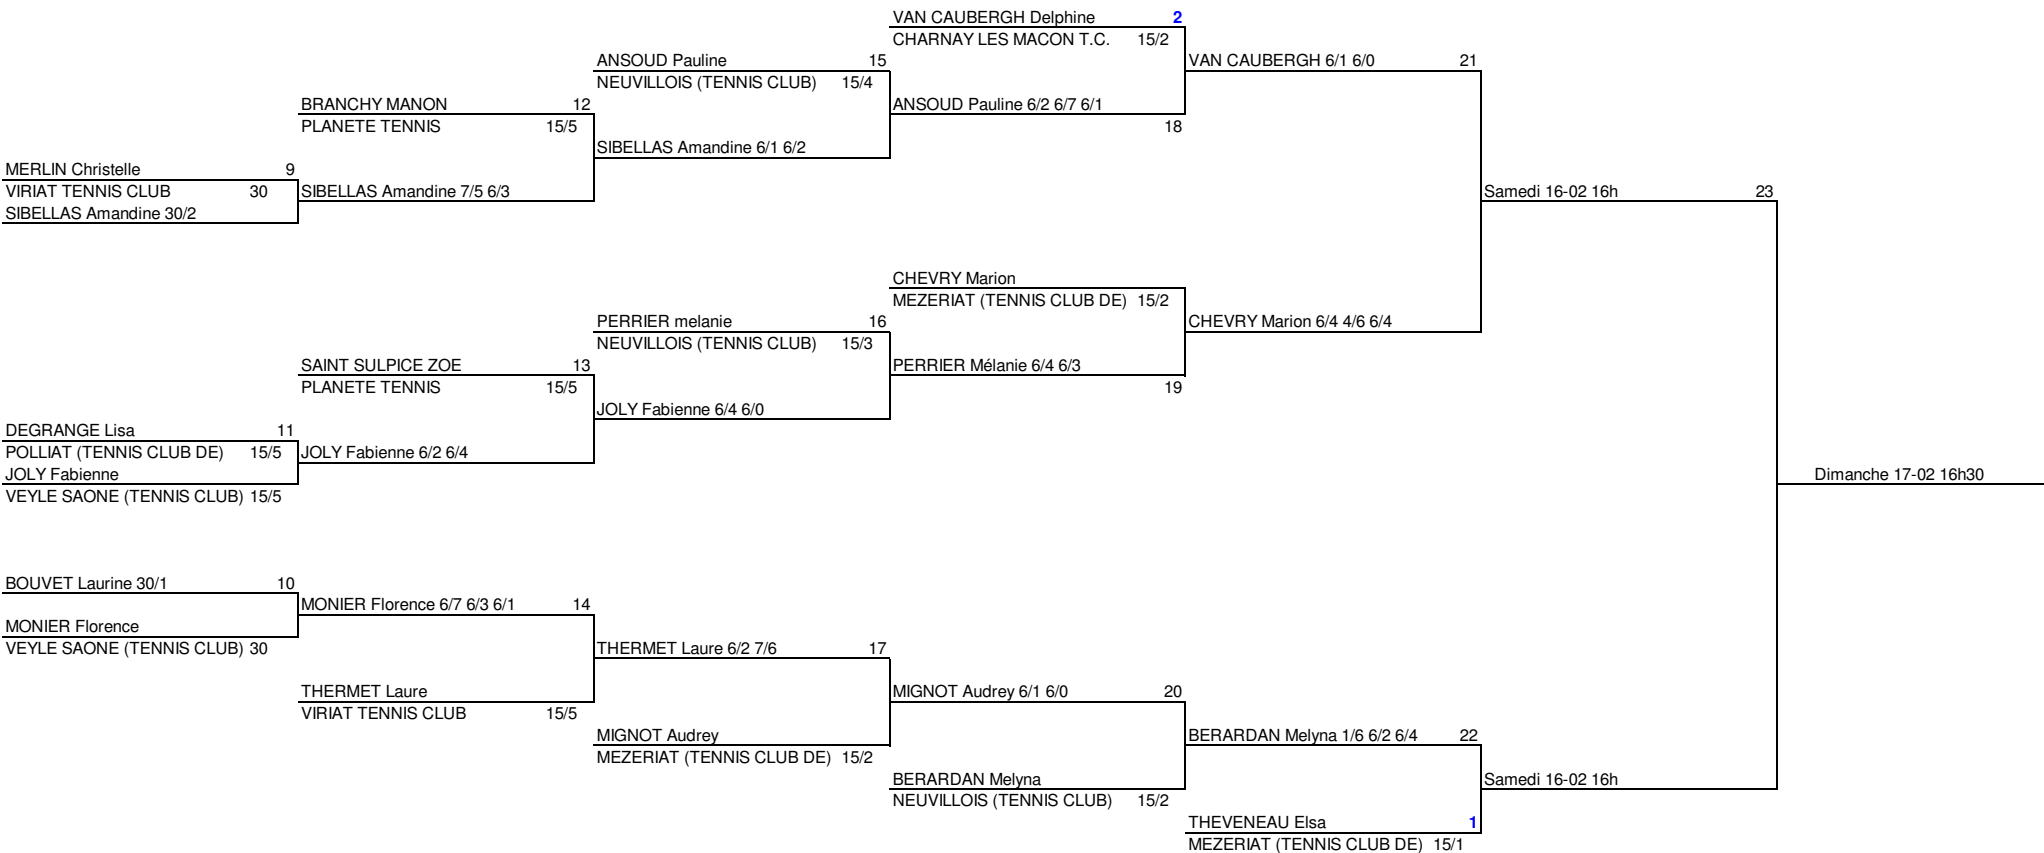 VAN CAUBERGH Delphine 2
CHARNAY LES MACON T.C. 15/2
ANSOUD Pauline 15
VAN CAUBERGH 6/1 6/0 21
NEUVILLOIS (TENNIS CLUB) 15/4
BRANCHY MANON 12
ANSOUD Pauline 6/2 6/7 6/1
PLANETE TENNIS 15/5
18
SIBELLAS Amandine 6/1 6/2
MERLIN Christelle 9
VIRIAT TENNIS CLUB 30
SIBELLAS Amandine 7/5 6/3
Samedi 16-02 16h 23
SIBELLAS Amandine 30/2
CHEVRY Marion
MEZERIAT (TENNIS CLUB DE) 15/2
PERRIER melanie 16
CHEVRY Marion 6/4 4/6 6/4
NEUVILLOIS (TENNIS CLUB) 15/3
SAINT SULPICE ZOE 13
PERRIER Mélanie 6/4 6/3
PLANETE TENNIS 15/5
19
JOLY Fabienne 6/4 6/0
DEGRANGE Lisa 11
POLLIAT (TENNIS CLUB DE) 15/5
JOLY Fabienne 6/2 6/4
JOLY Fabienne
Dimanche 17-02 16h30
VEYLE SAONE (TENNIS CLUB) 15/5
BOUVET Laurine 30/1 10
MONIER Florence 6/7 6/3 6/1 14
MONIER Florence
VEYLE SAONE (TENNIS CLUB) 30
THERMET Laure 6/2 7/6 17
THERMET Laure
MIGNOT Audrey 6/1 6/0 20
VIRIAT TENNIS CLUB 15/5
MIGNOT Audrey
BERARDAN Melyna 1/6 6/2 6/4 22
MEZERIAT (TENNIS CLUB DE) 15/2
BERARDAN Melyna
Samedi 16-02 16h
NEUVILLOIS (TENNIS CLUB) 15/2
THEVENEAU Elsa 1
MEZERIAT (TENNIS CLUB DE) 15/1